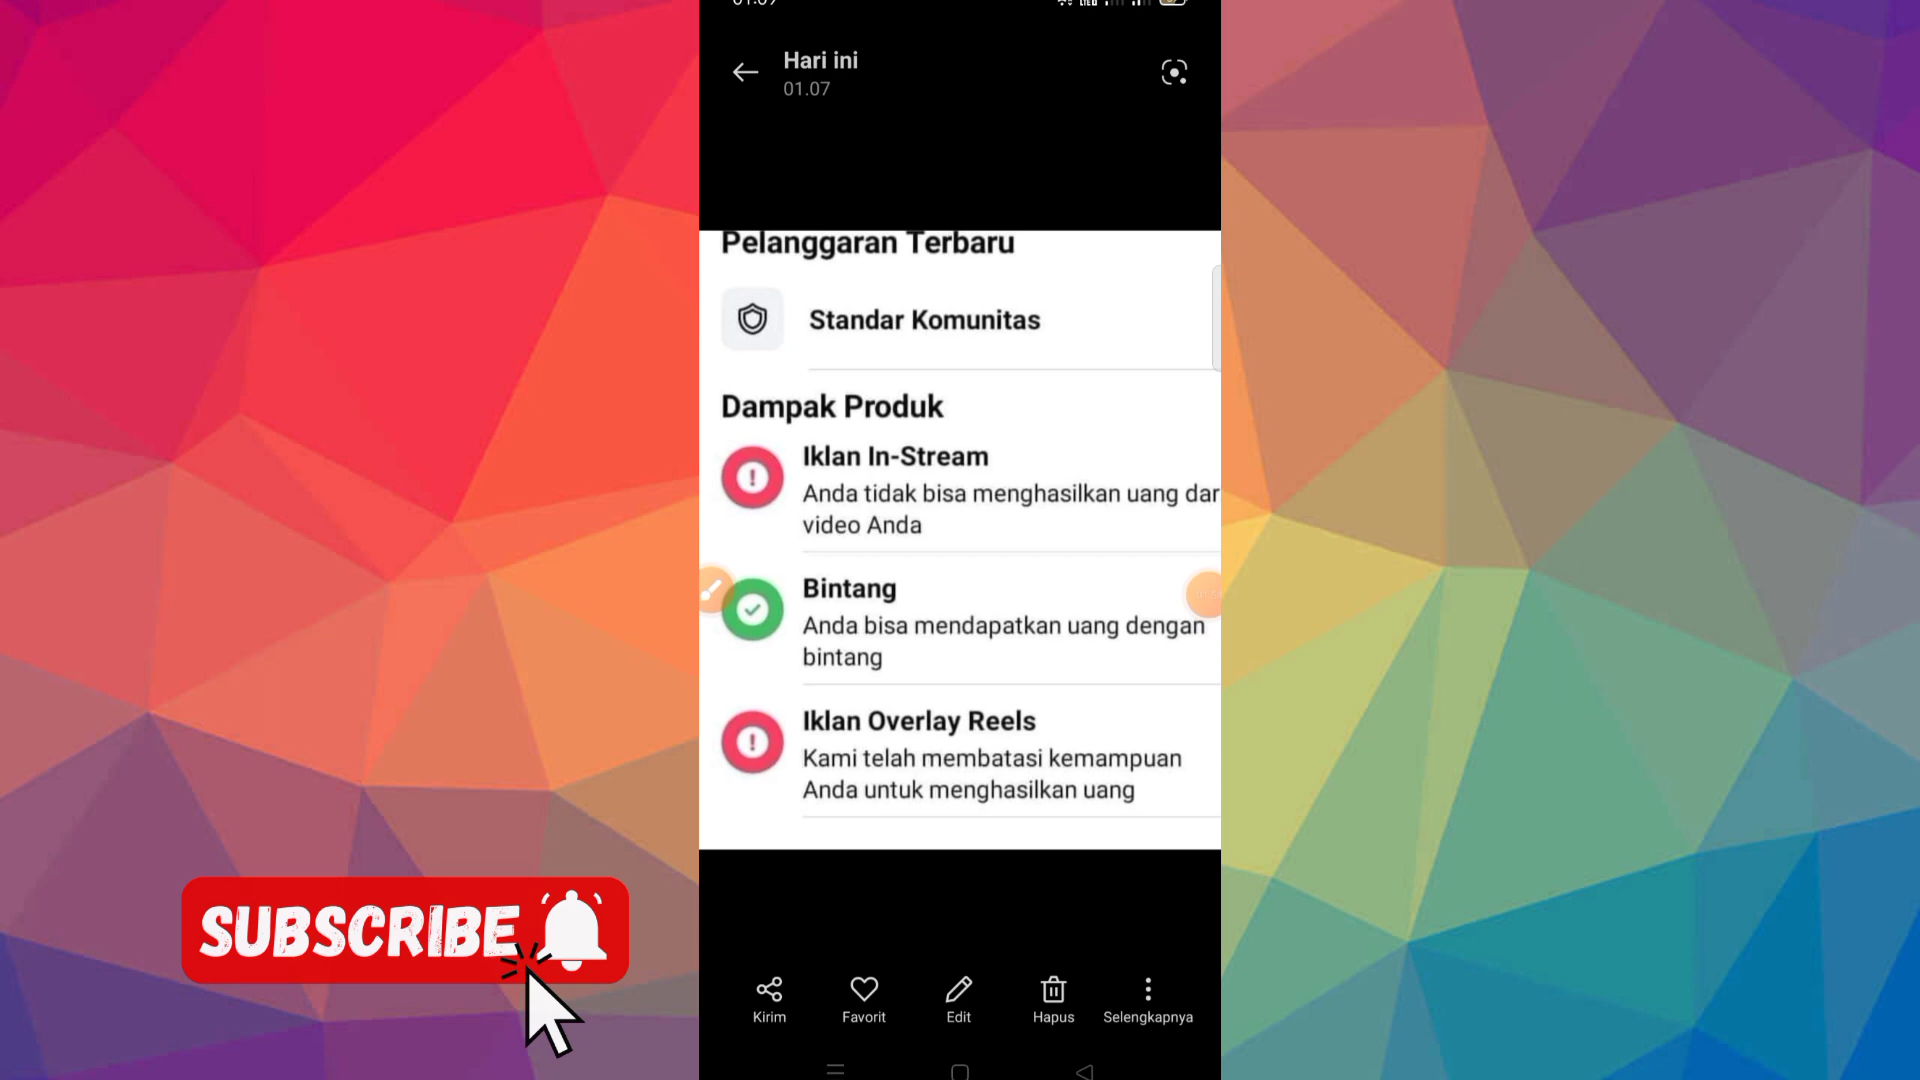 Hari ini
01.07
Pelanggaran Terbaru
Standar Komunitas
Dampak Produk
Iklan In-Stream
Anda tidak bisa menghasilkan uang dar
video Anda
Bintang
Anda bisa mendapatkan uang dengan
bintang
Iklan Overlay Reels
Kami telah membatasi kemampuan
Anda untuk menghasilkan uang
SUBSCRIBE
Kirim
Favorit
Edit
Hapus
Selengkapnya